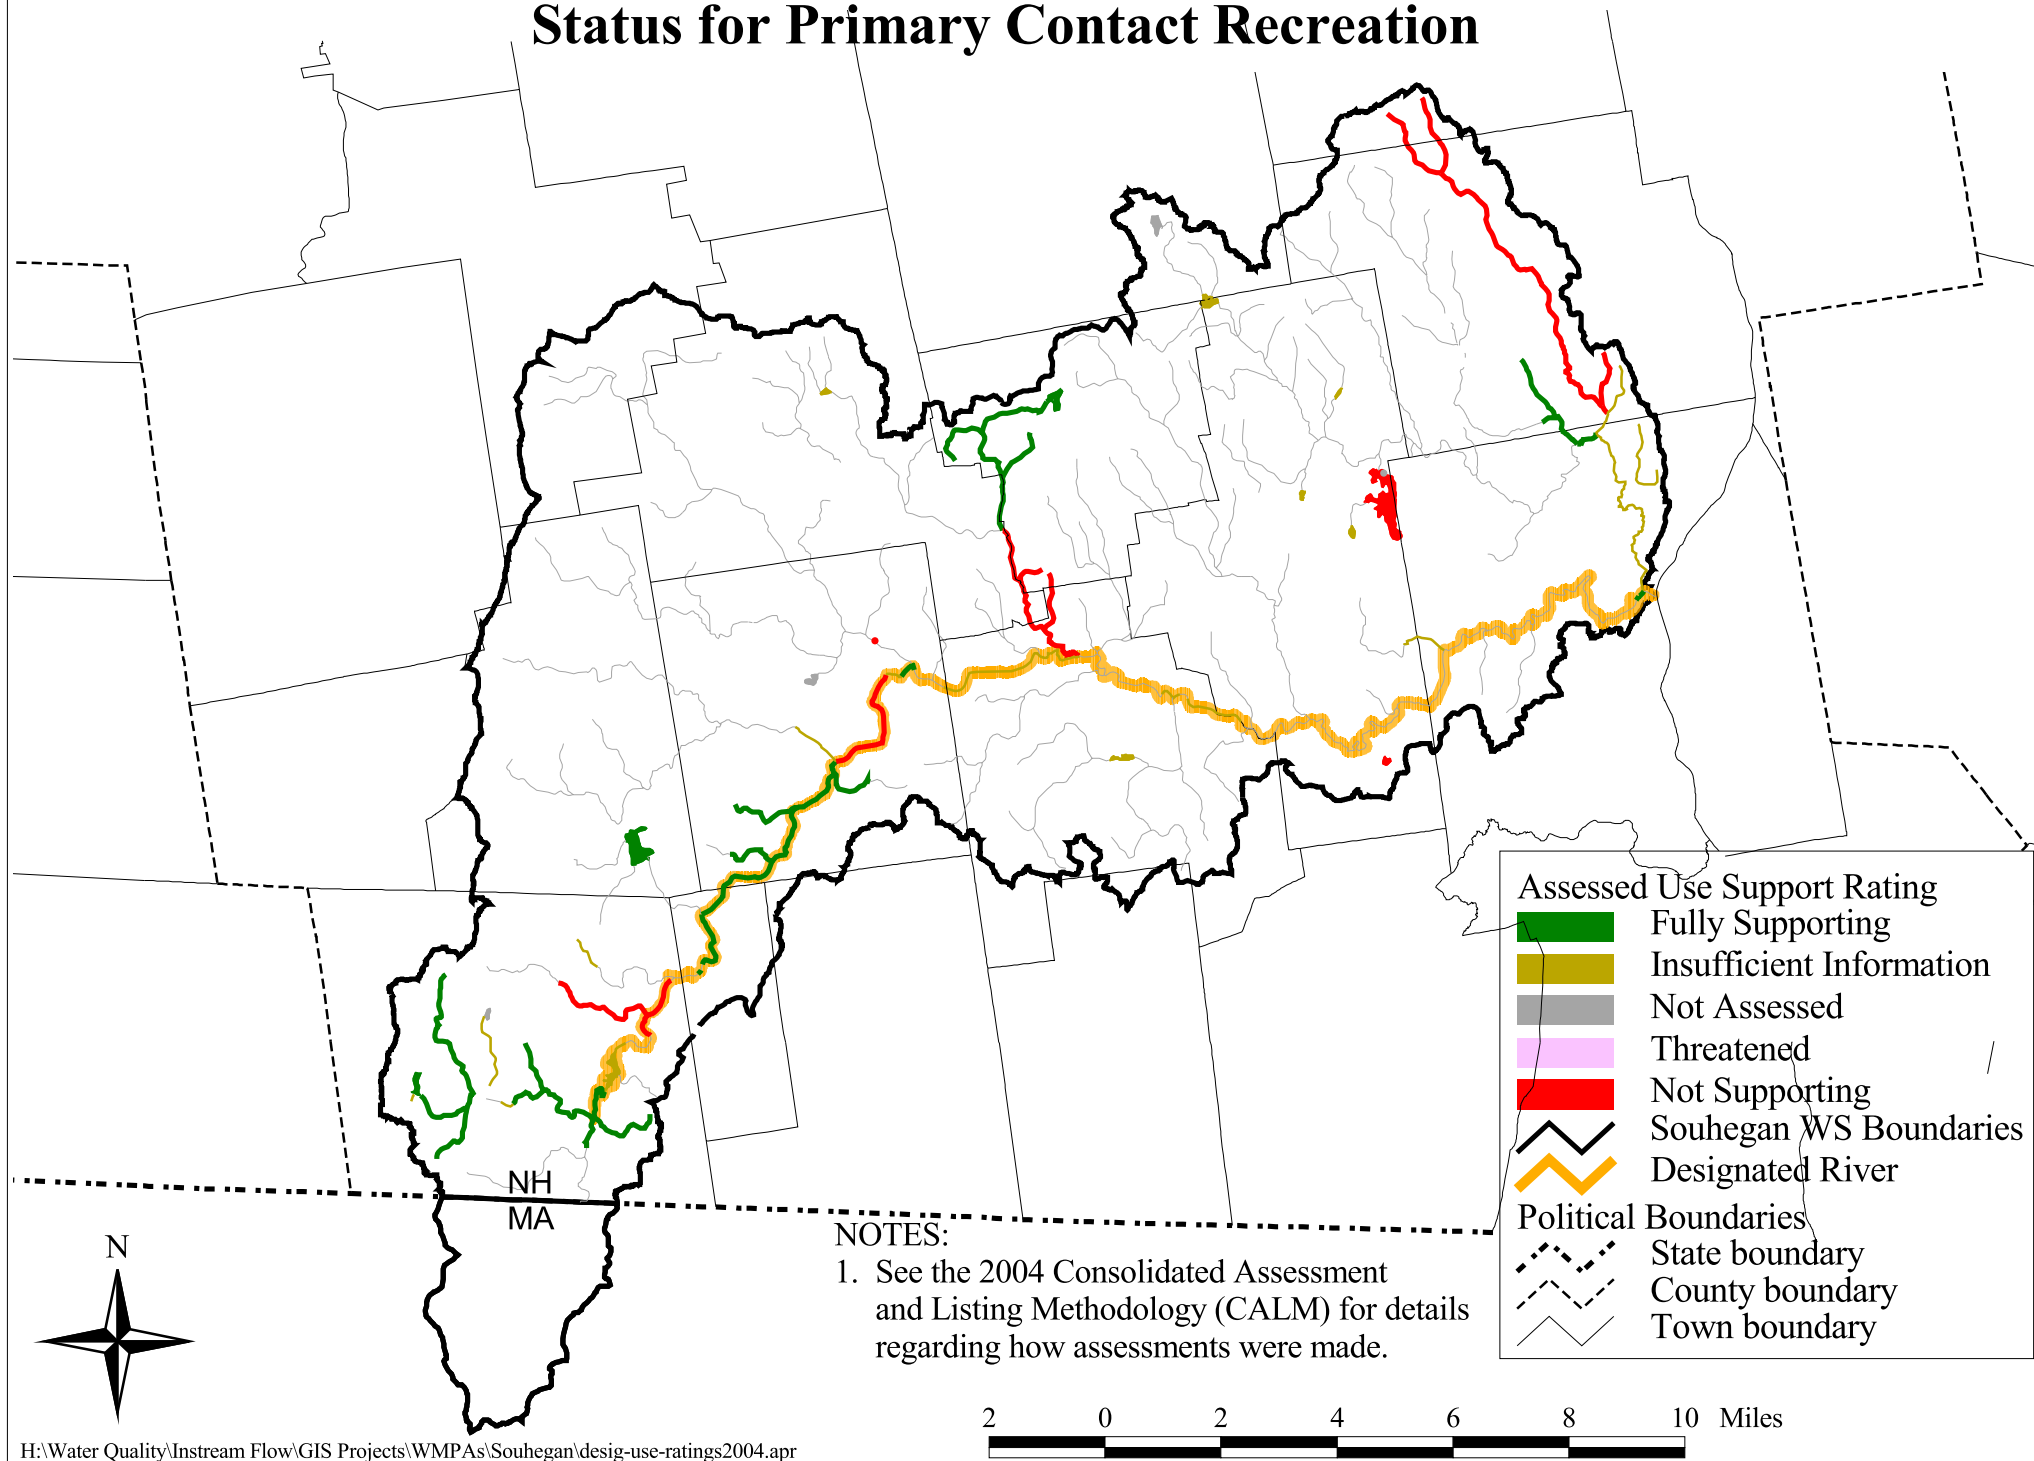 Status for Primary Contact Recreation
Assessed Use Support Rating
Fully Supporting
Insufficient Information
Not Assessed
Threatened
Not Supporting
Souhegan WS Boundaries
Designated River
Political Boundaries
State boundary
County boundary
Town boundary
NH
MA
N
NOTES:
1. See the 2004 Consolidated Assessment
and Listing Methodology (CALM) for details
regarding how assessments were made.
2 0 2 4 6 8 10 Miles
H:\Water Quality\Instream Flow\GIS Projects\WMPAs\Souhegan\desig-use-ratings2004.apr